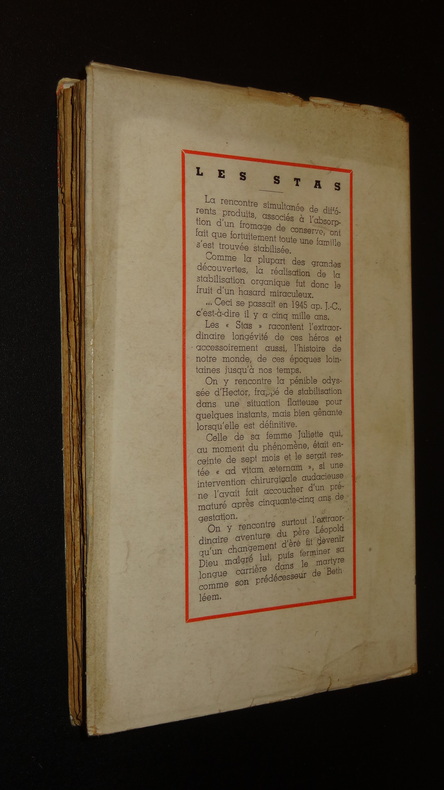 LES STAS
La rencontre simultanée de diffé-
rents produits, associés à l'absorp-
tion d'un fromage de conserve, ont
fait que fortuitement toute une famille
s'est trouvée stabilisée.
Comme la plupart des grandes
découvertes, la réalisation de la
stabilisation organique fut donc le
fruit d'un hasard miraculeux.
... Ceci se passait en 1945 ap. J.-C.,
c'est-à-dire il y a cinq mille ans.
Les « Stas » racontent l'extraor-
dinaire longévité de ces héros et
accessoirement aussi, l'histoire de
notre monde, de ces époques loin-
taines jusqu'à nos temps.
On y rencontre la pénible odys-
sée d'Hector, frappé de stabilisation
dans une situation flatteuse pour
quelques instants, mais bien gênante
lorsqu'elle est définitive.
Celle de sa femme Juliette qui,
au moment du phénomène, était en-
ceinte de sept mois et le serait res-
tée « ad vitam æternam », si une
intervention chirurgicale audacieuse
ne l'avait fait accoucher d'un pré-
maturé après cinquante-cinq ans de
gestation.
On y rencontre surtout l'extraor-
dinaire aventure du père Léopold
qu'un changement d'ère fit devenir
Dieu malgré lui, puis terminer sa
longue carrière dans le martyre
comme son prédécesseur de Beth
léem.